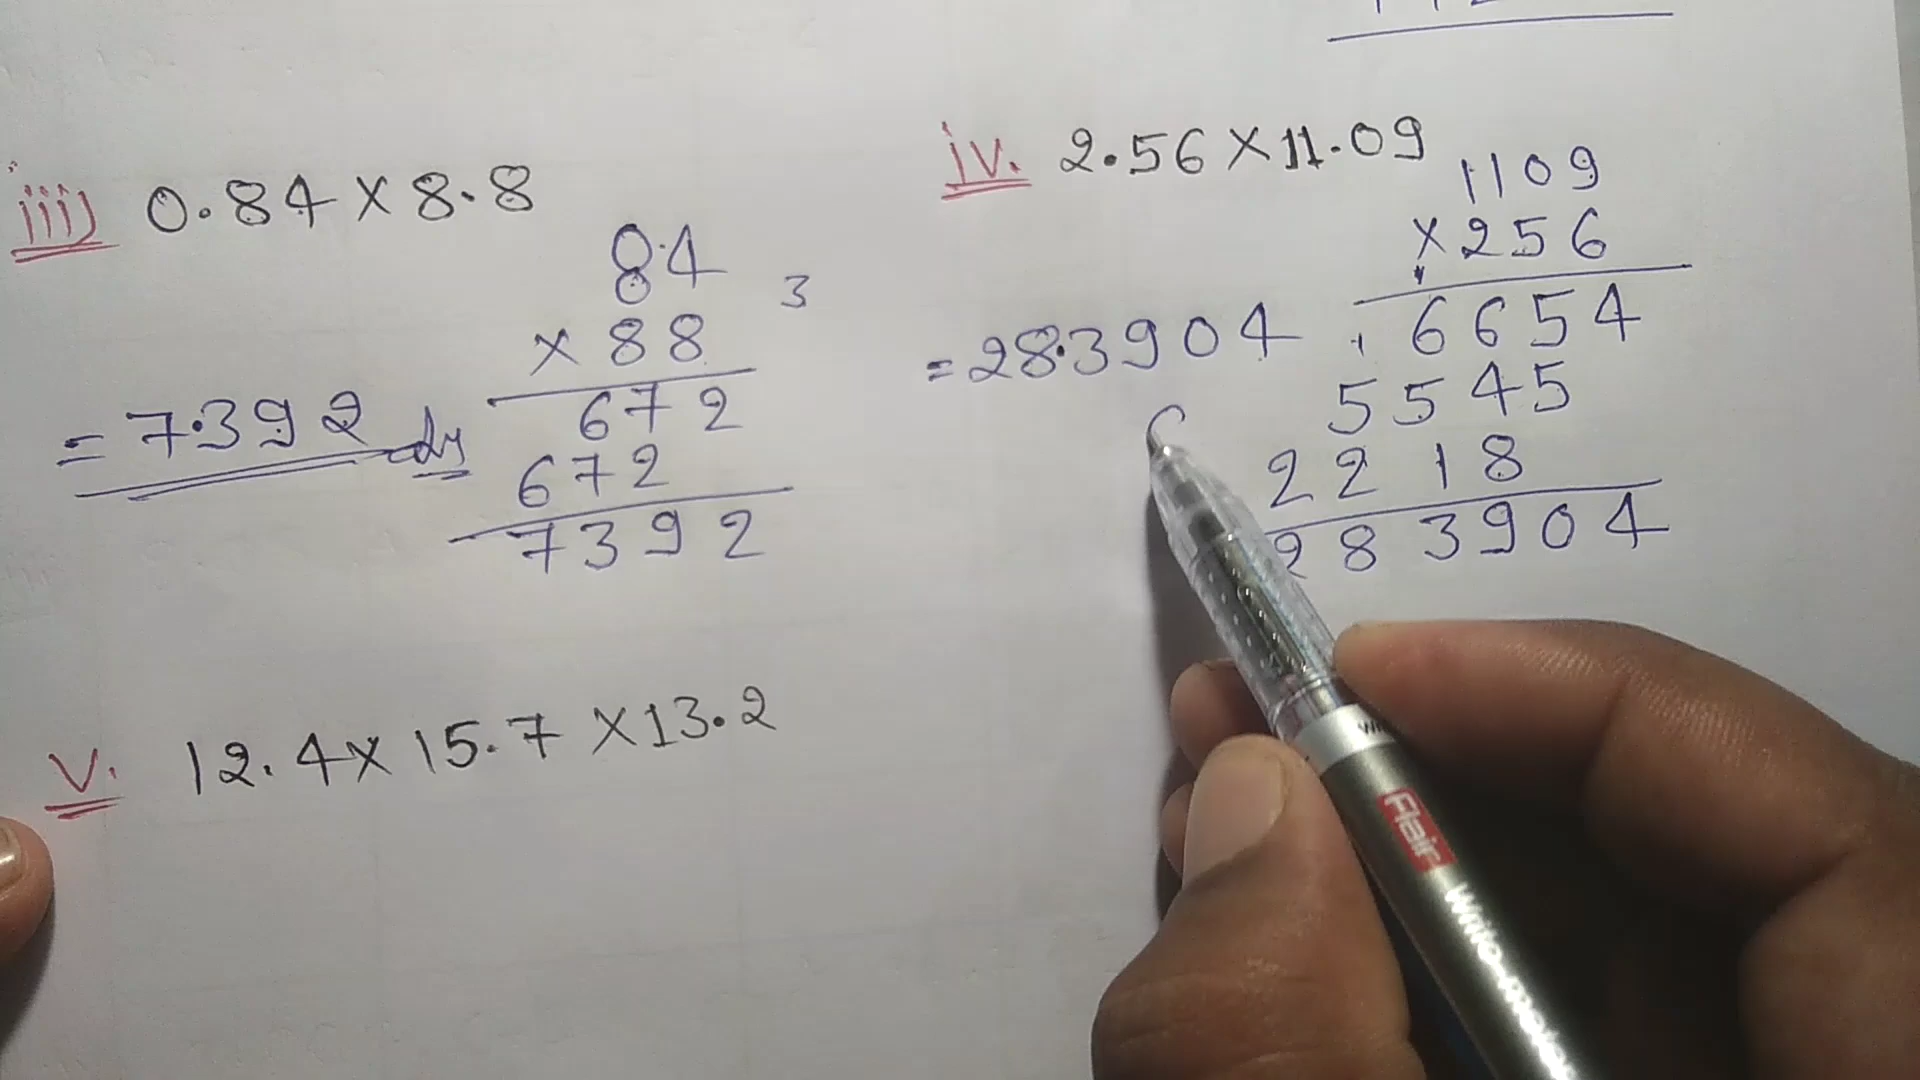 iii) 0.84 X 8.8
84
3
X 88
672
672
7392
= 7.392
iv. 2.56 X 11.09
1109
X 256
6654
5545
2218
283904
= 28.3904
v. 12.4 X 15.7 X 13.2
Flair